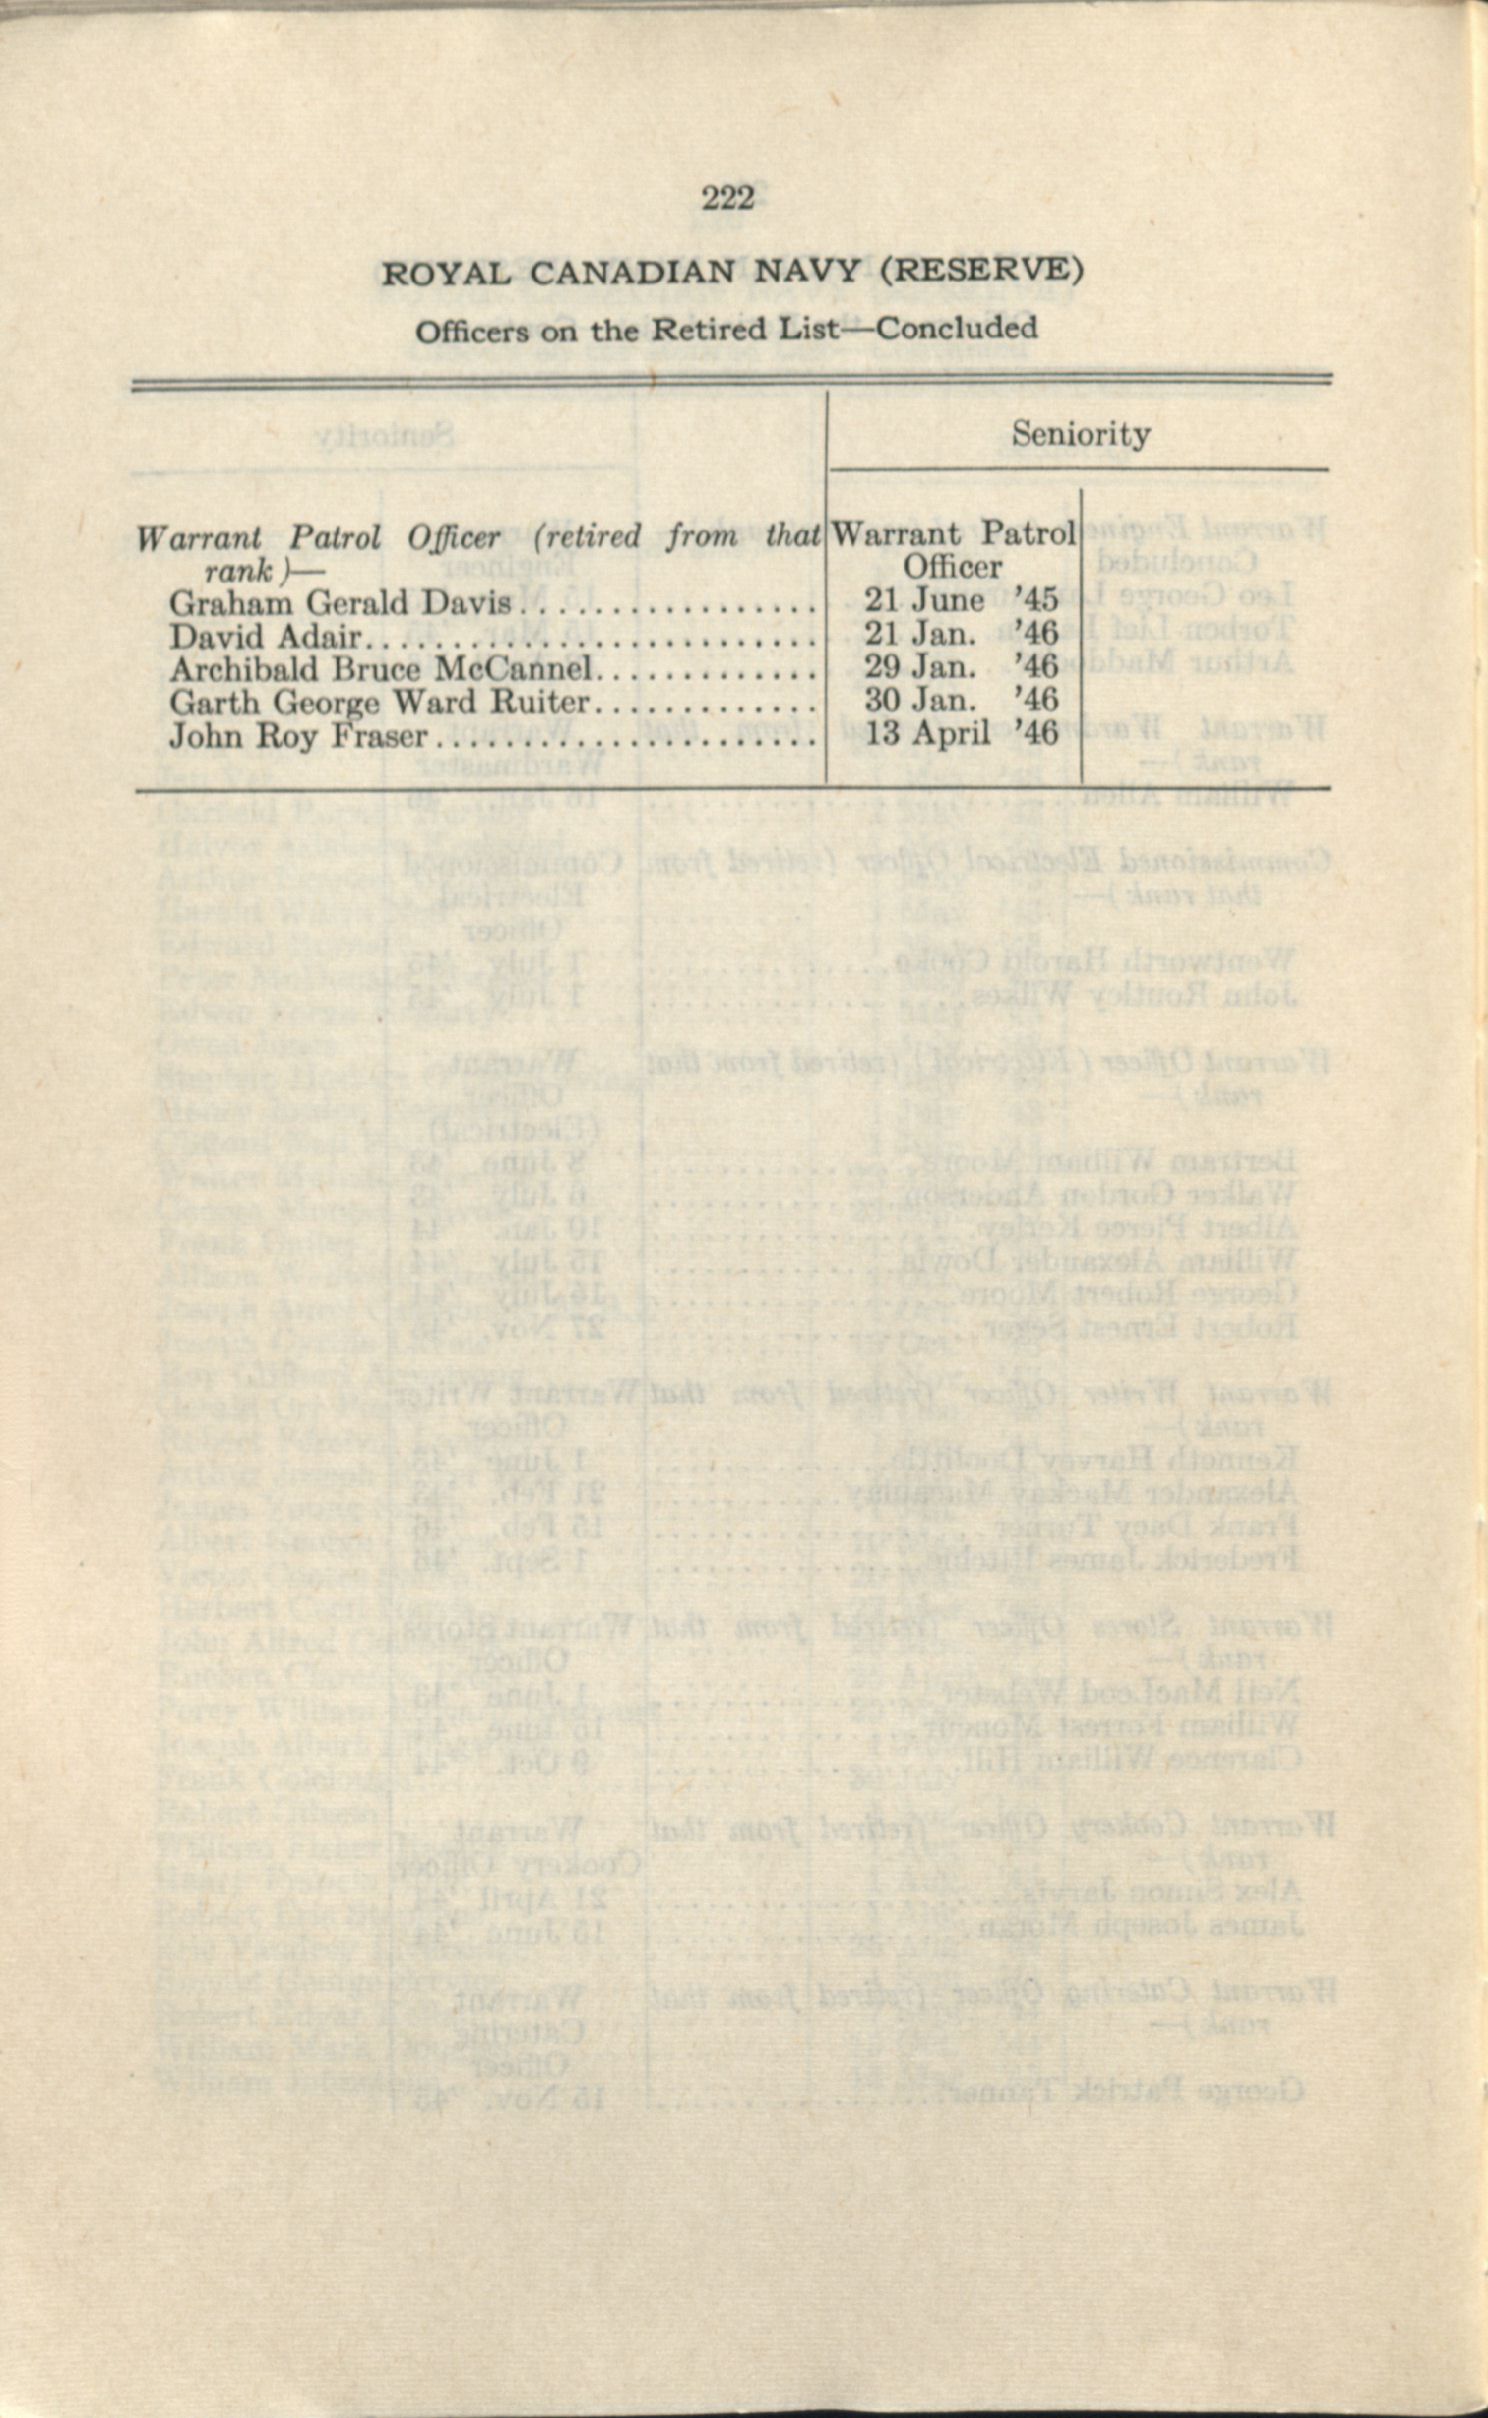 222
ROYAL CANADIAN NAVY (RESERVE)
Officers on the Retired List—Concluded
Seniority
Warrant Patrol Officer (retired from that Warrant Patrol
rank)— Officer
Graham Gerald Davis.................. 21 June '45
David Adair........................... 21 Jan. '46
Archibald Bruce McCannel............. 29 Jan. '46
Garth George Ward Ruiter............. 30 Jan. '46
John Roy Fraser....................... 13 April '46